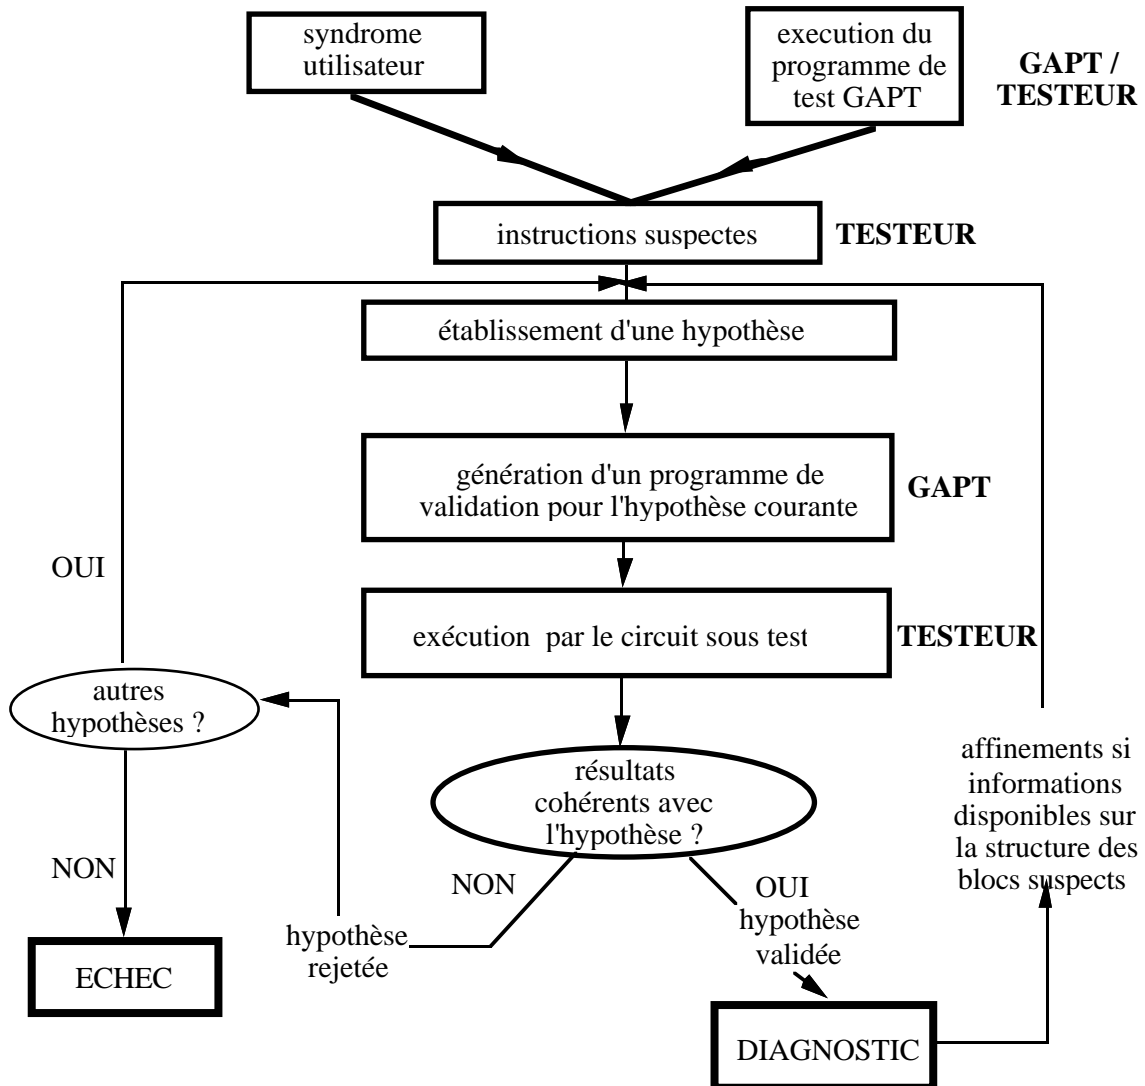 syndrome
utilisateur
execution du
programme de
test GAPT
GAPT /
TESTEUR
instructions suspectes
TESTEUR
établissement d'une hypothèse
génération d'un programme de
validation pour l'hypothèse courante
GAPT
OUI
exécution par le circuit sous test
TESTEUR
autres
hypothèses ?
résultats
cohérents avec
l'hypothèse ?
affinements si
informations
disponibles sur
la structure des
blocs suspects
NON
NON
OUI
hypothèse
validée
hypothèse
rejetée
ECHEC
DIAGNOSTIC